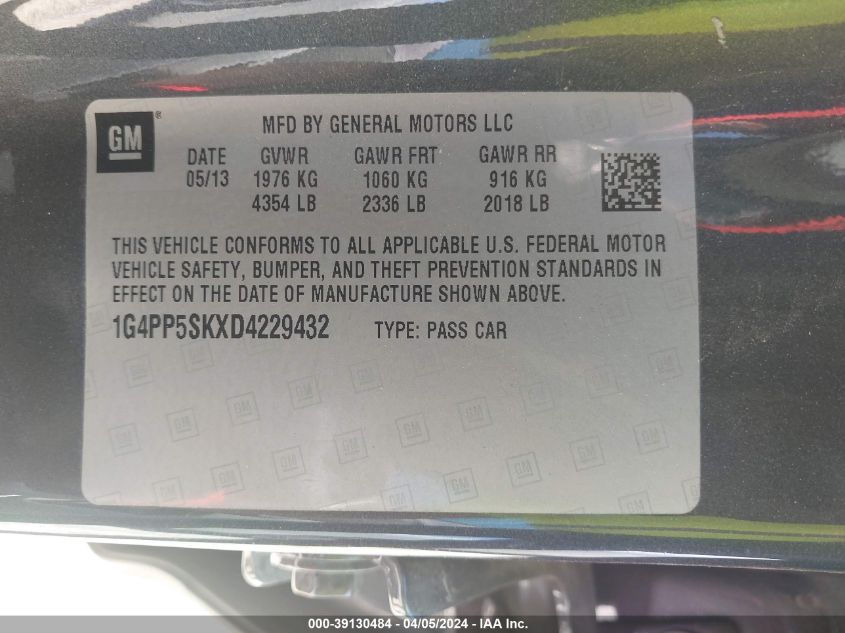 GM ® MFD BY GENERAL MOTORS LLC
DATE GVWR GAWR FRT GAWR RR
05/13 1976 KG 1060 KG 916 KG
4354 LB 2336 LB 2018 LB
THIS VEHICLE CONFORMS TO ALL APPLICABLE U.S. FEDERAL MOTOR
VEHICLE SAFETY, BUMPER, AND THEFT PREVENTION STANDARDS IN
EFFECT ON THE DATE OF MANUFACTURE SHOWN ABOVE.
1G4PP5SKXD4229432 TYPE: PASS CAR
000-39130484 - 04/05/2024 - IAA Inc.